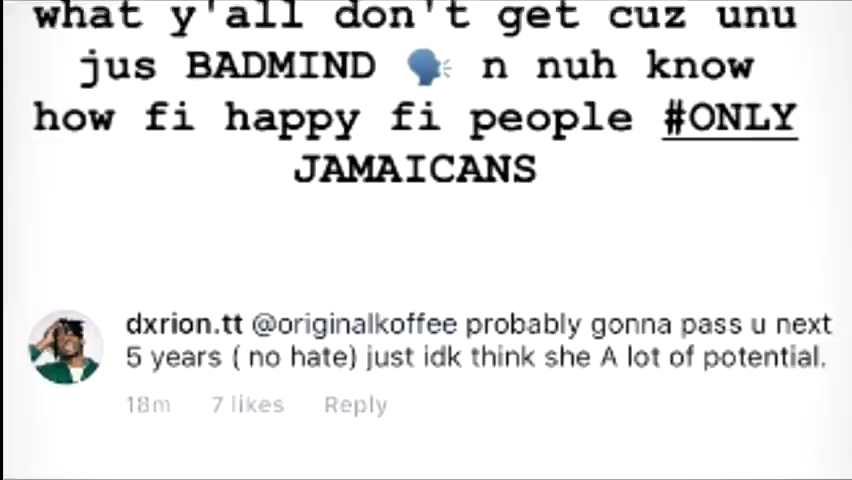 what y'all don't get cuz unu
jus BADMIND 🗣 n nuh know
how fi happy fi people #ONLY
JAMAICANS
dxrion.tt @originalkoffee probably gonna pass u next
5 years ( no hate) just idk think she A lot of potential.
18m 7 likes Reply